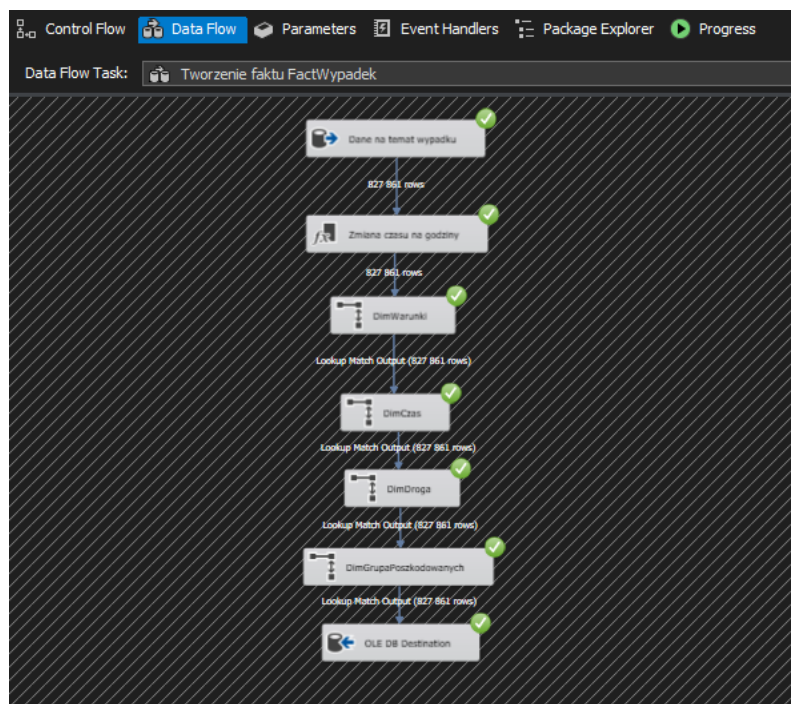 Control Flow Data Flow Parameters Event Handlers Package Explorer Progress
Data Flow Task: Tworzenie faktu FactWypadek
Dane na temat wypadku
827 861 rows
Zmiana czasu na godziny
827 861 rows
DimWarunki
Lookup Match Output (827 861 rows)
DimCzas
Lookup Match Output (827 861 rows)
DimDroga
Lookup Match Output (827 861 rows)
DimGrupaPoszkodowanych
Lookup Match Output (827 861 rows)
OLE DB Destination